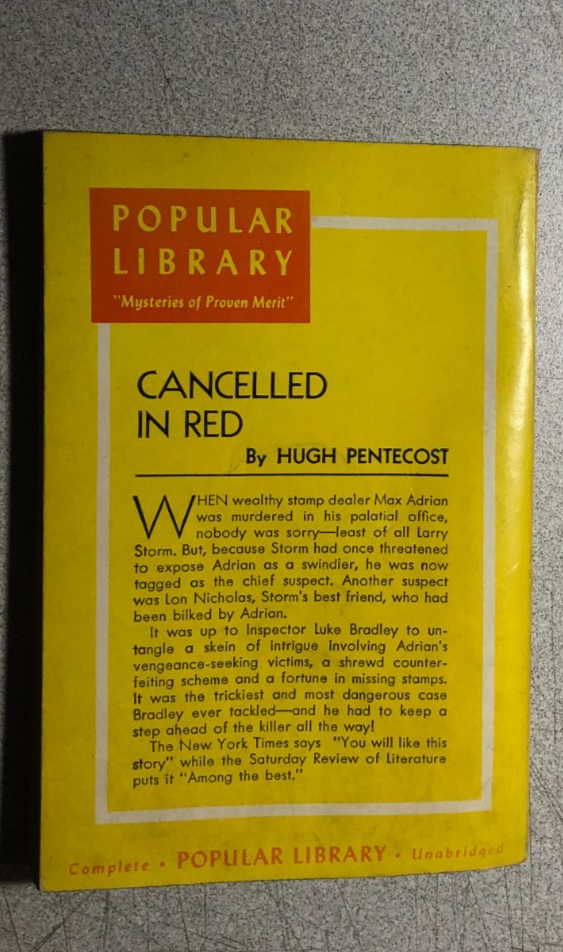 POPULAR
LIBRARY
"Mysteries of Proven Merit"
CANCELLED
IN RED
By HUGH PENTECOST
WHEN wealthy stamp dealer Max Adrian
was murdered in his palatial office,
nobody was sorry—least of all Larry
Storm. But, because Storm had once threatened
to expose Adrian as a swindler, he was now
tagged as the chief suspect. Another suspect
was Lon Nicholas, Storm's best friend, who had
been bilked by Adrian.
It was up to Inspector Luke Bradley to un-
tangle a skein of intrigue involving Adrian's
vengeance-seeking victims, a shrewd counter-
feiting scheme and a fortune in missing stamps.
It was the trickiest and most dangerous case
Bradley ever tackled—and he had to keep a
step ahead of the killer all the way!
The New York Times says "You will like this
story" while the Saturday Review of Literature
puts it "Among the best."
Complete • POPULAR LIBRARY • Unabridged